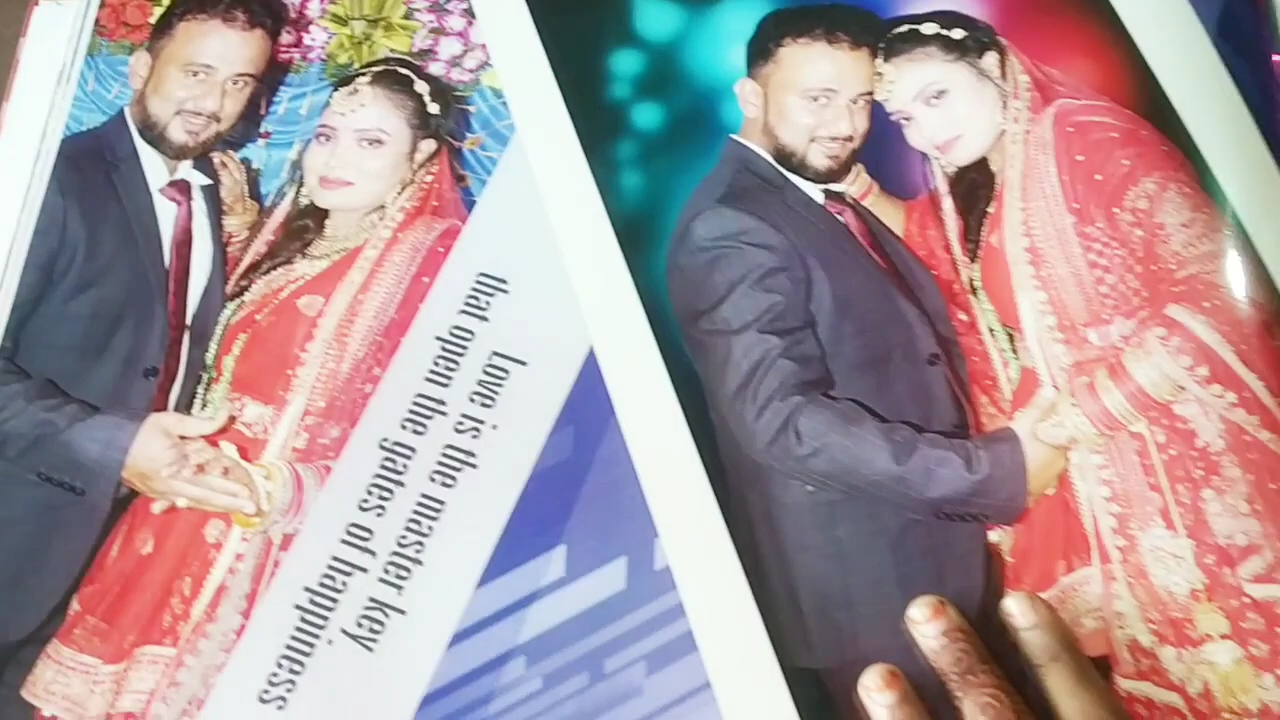 Love is the master key
that open the gates of happiness